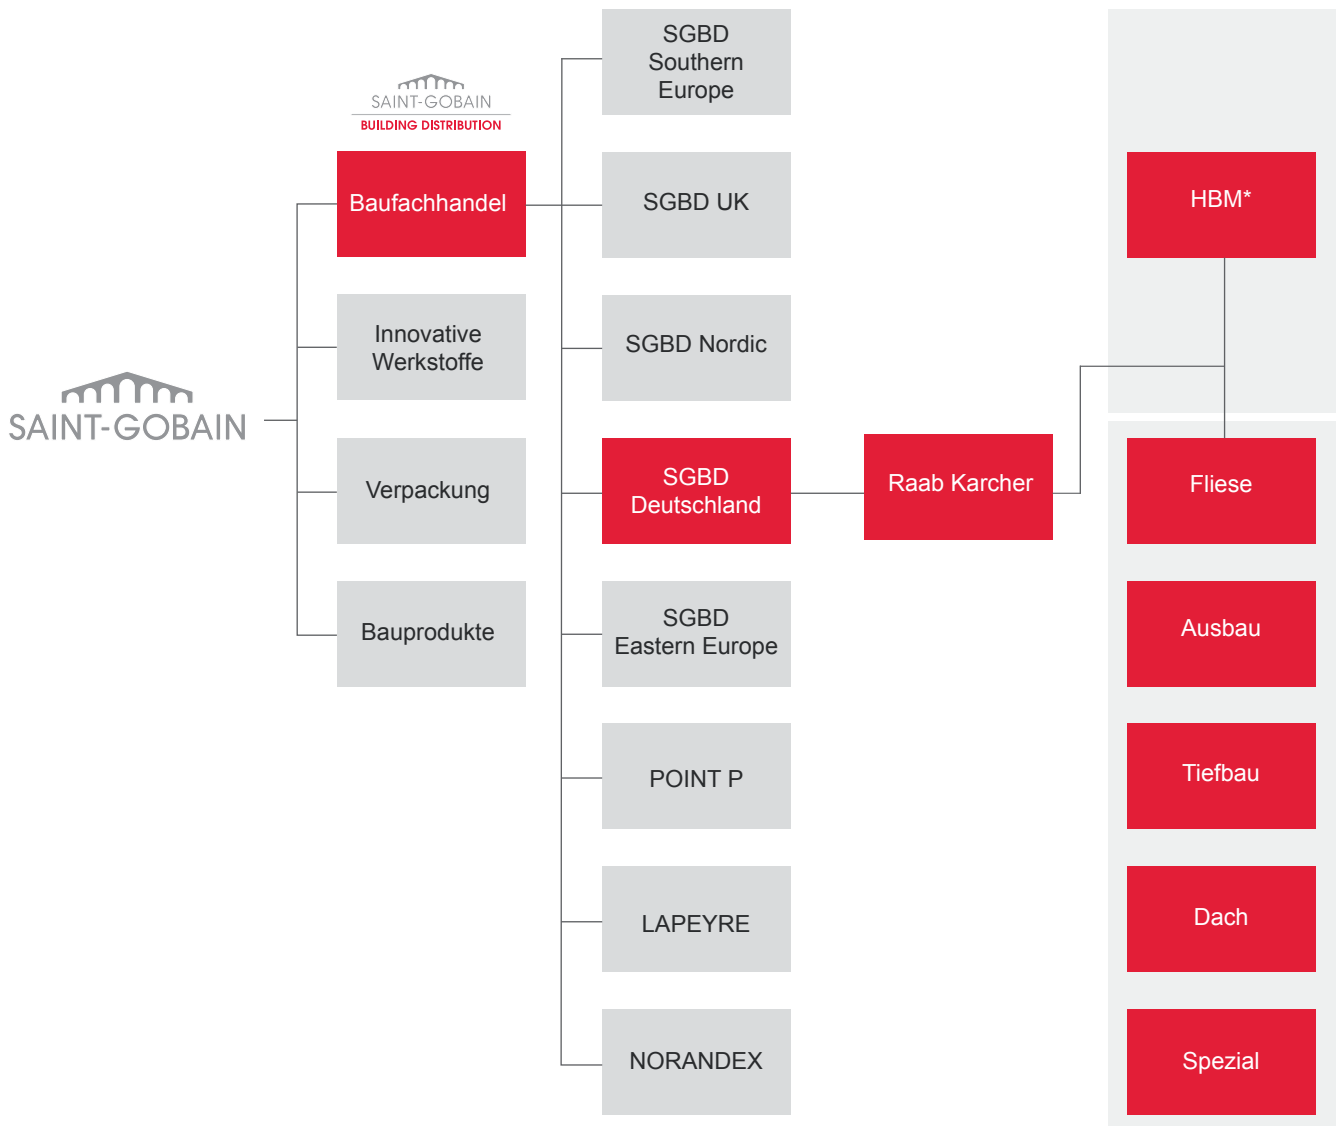 SAINT-GOBAIN
SAINT-GOBAIN
BUILDING DISTRIBUTION
Baufachhandel
Innovative
Werkstoffe
Verpackung
Bauprodukte
SGBD
Southern
Europe
SGBD UK
SGBD Nordic
SGBD
Deutschland
SGBD
Eastern Europe
POINT P
LAPEYRE
NORANDEX
Raab Karcher
HBM*
Fliese
Ausbau
Tiefbau
Dach
Spezial